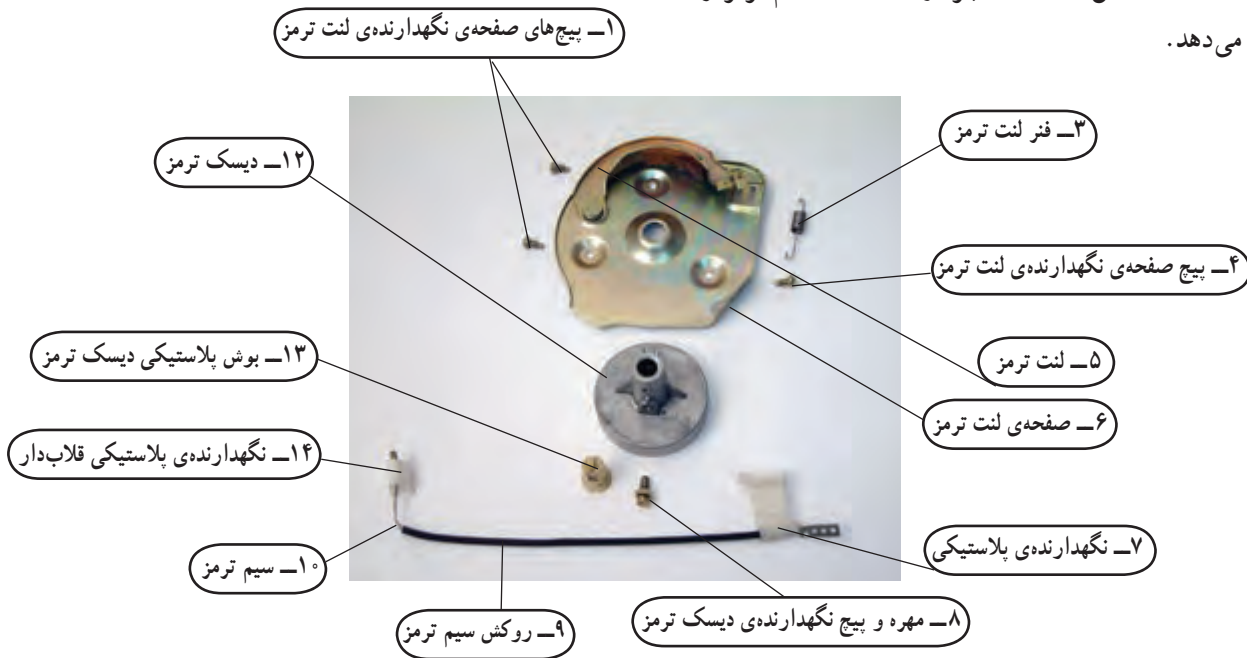 می‌دهد.
۱ــ پیچ‌های صفحه‌ی نگهدارنده‌ی لنت ترمز
۳ــ فنر لنت ترمز
۱۲ــ دیسک ترمز
۴ــ پیچ صفحه‌ی نگهدارنده‌ی لنت ترمز
۱۳ــ بوش پلاستیکی دیسک ترمز
۵ــ لنت ترمز
۶ــ صفحه‌ی لنت ترمز
۱۴ــ نگهدارنده‌ی پلاستیکی قلاب‌دار
۷ــ نگهدارنده‌ی پلاستیکی
۱۰ــ سیم ترمز
۸ــ مهره و پیچ نگهدارنده‌ی دیسک ترمز
۹ــ روکش سیم ترمز